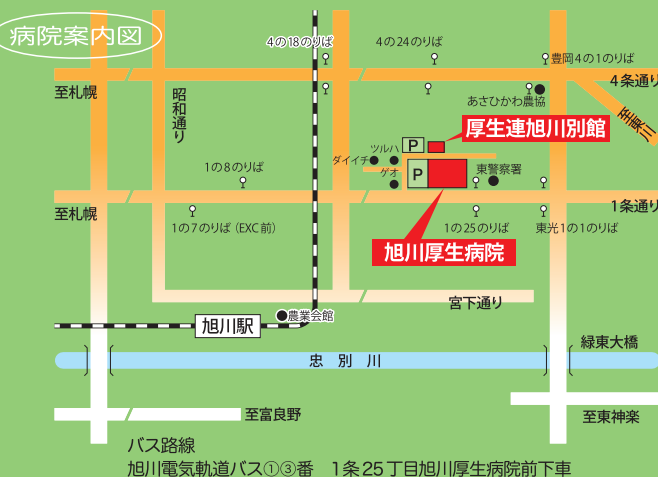 病院案内図
4の18のりば
4の24のりば
豊岡4の1のりば
至札幌
4条通り
昭和通り
あさひかわ農協
至東川
厚生連旭川別館
P
ツルハ
ダイイチ
ゲオ
P
東警察署
1の8のりば
至札幌
1条通り
1の7のりば(EXC前)
1の25のりば
東光1の1のりば
旭川厚生病院
宮下通り
農業会館
旭川駅
緑東大橋
忠別川
至富良野
至東神楽
バス路線
旭川電気軌道バス①③番 1条25丁目旭川厚生病院前下車